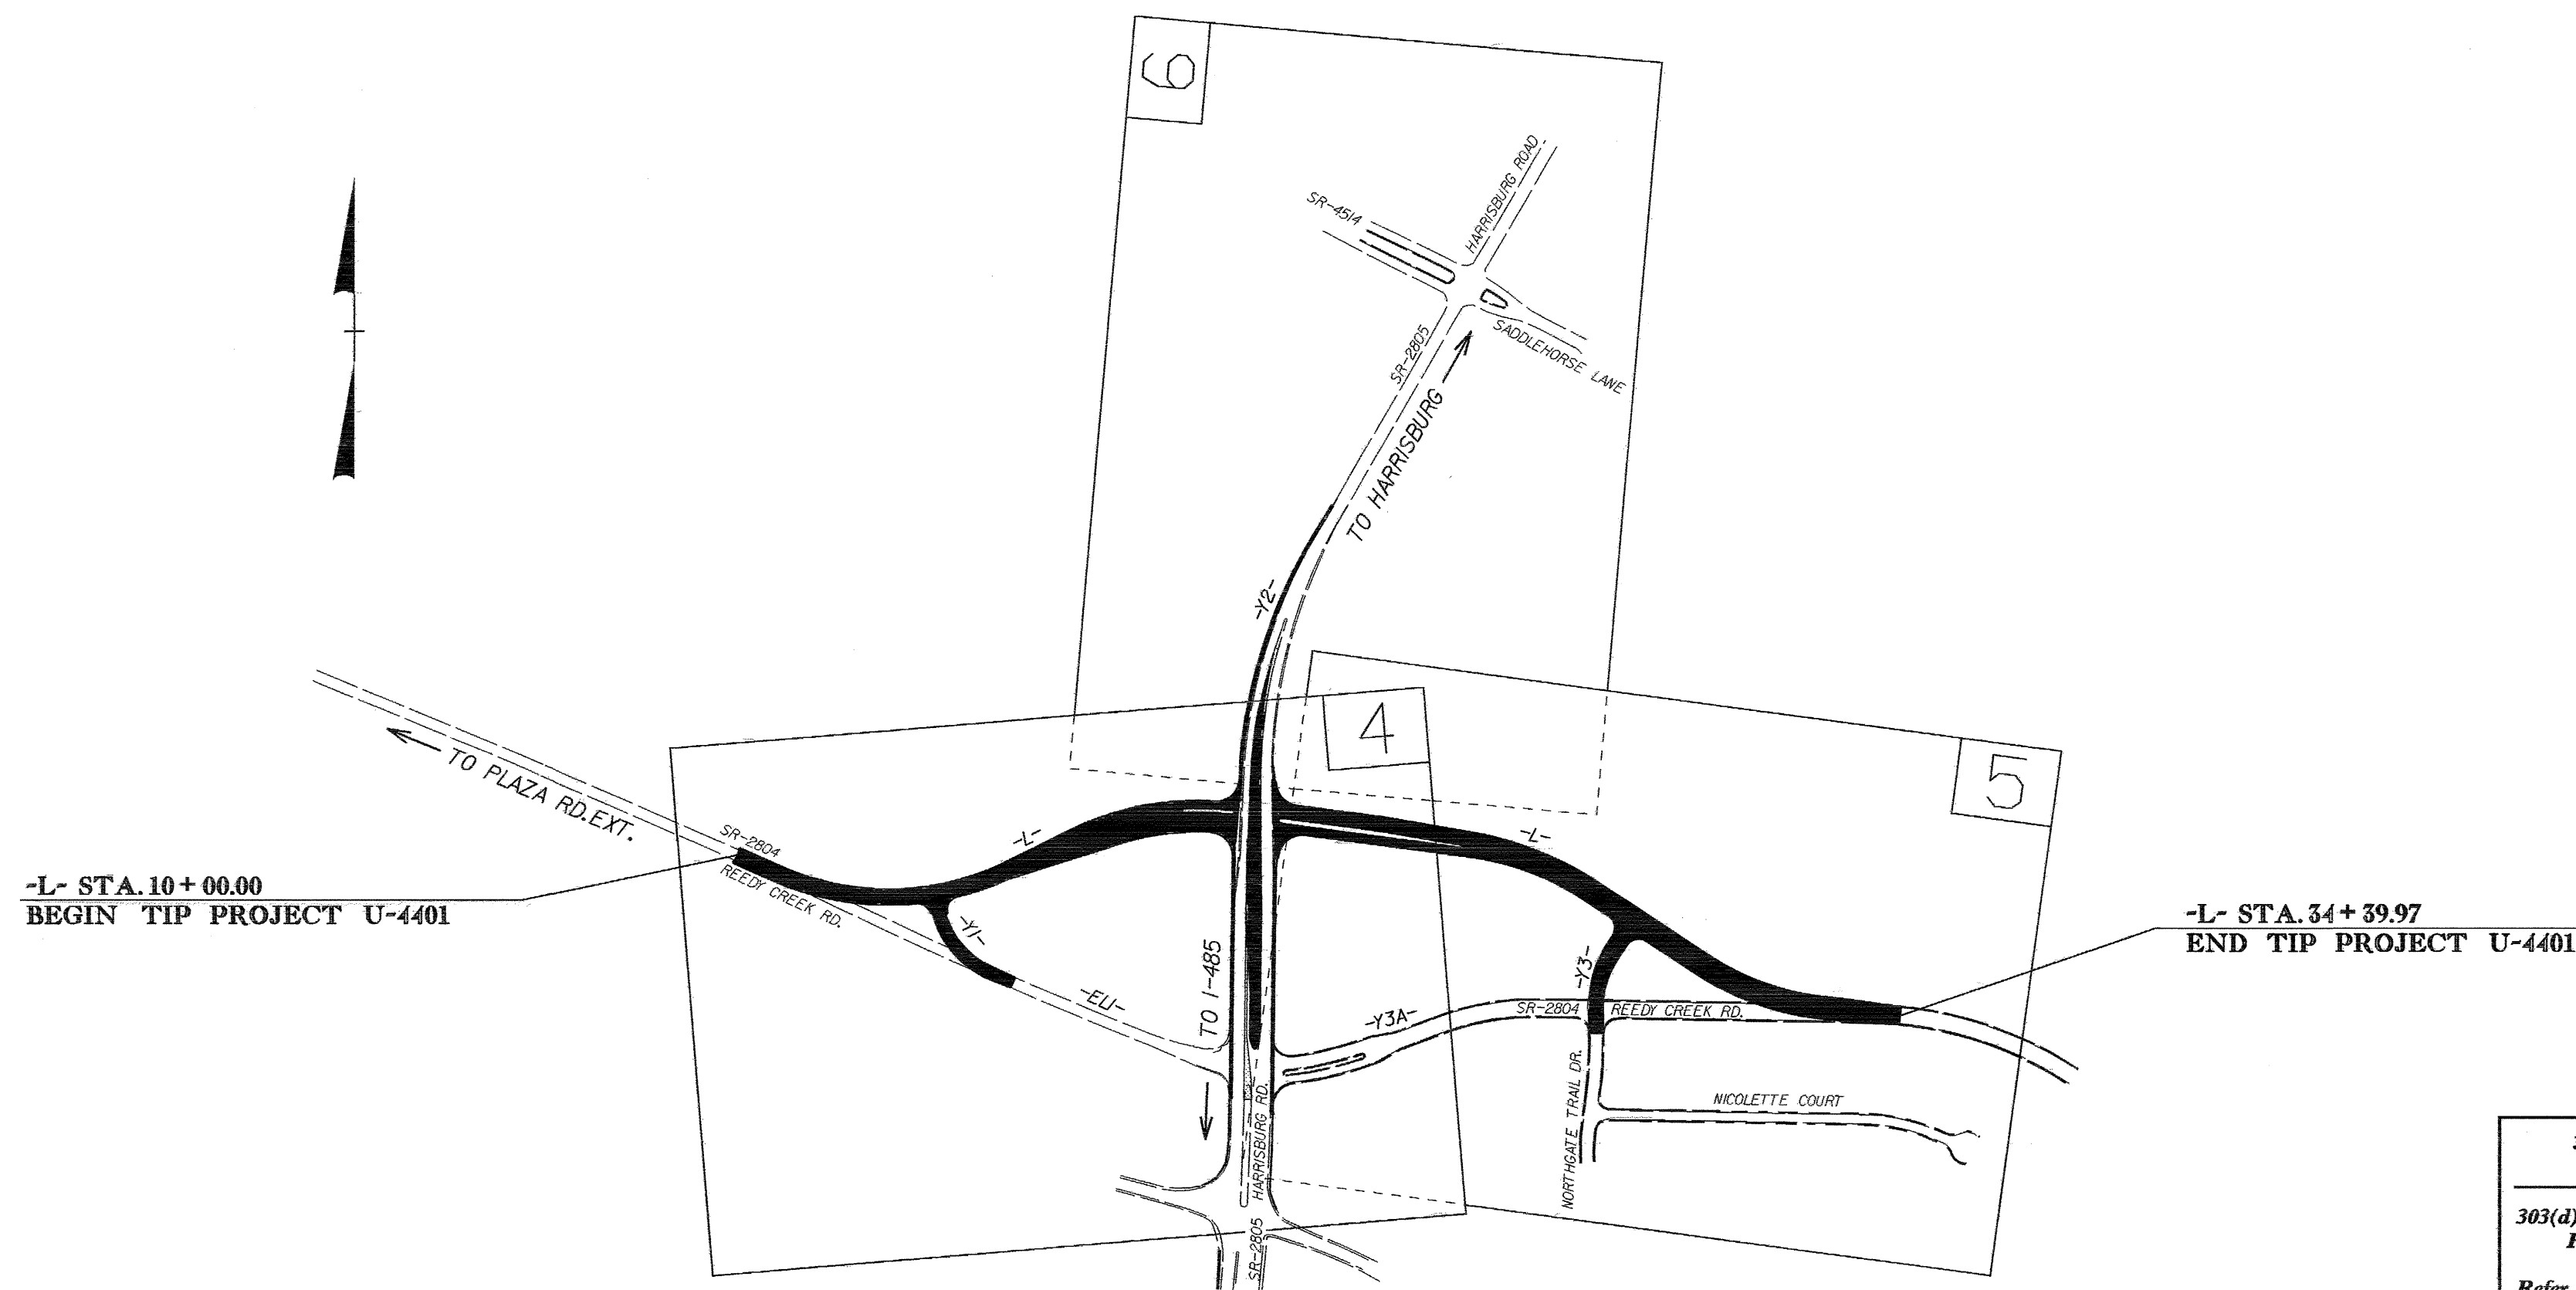 6
HARRISBURG ROAD
SR-4514
SADDLEHORSE LANE
SR-2805
TO HARRISBURG
-Y2-
4
5
TO PLAZA RD.EXT.
SR-2804
REEDY CREEK RD.
-L-
-L-
-L- STA. 10+00.00
BEGIN TIP PROJECT U-4401
-Y1-
-EL1-
TO I-485
-Y3-
-Y3A-
SR-2804
REEDY CREEK RD.
-L- STA. 34+39.97
END TIP PROJECT U-4401
NORTHGATE TRAIL DR.
NICOLETTE COURT
HARRISBURG RD.
SR-2805
303(d)
Refer